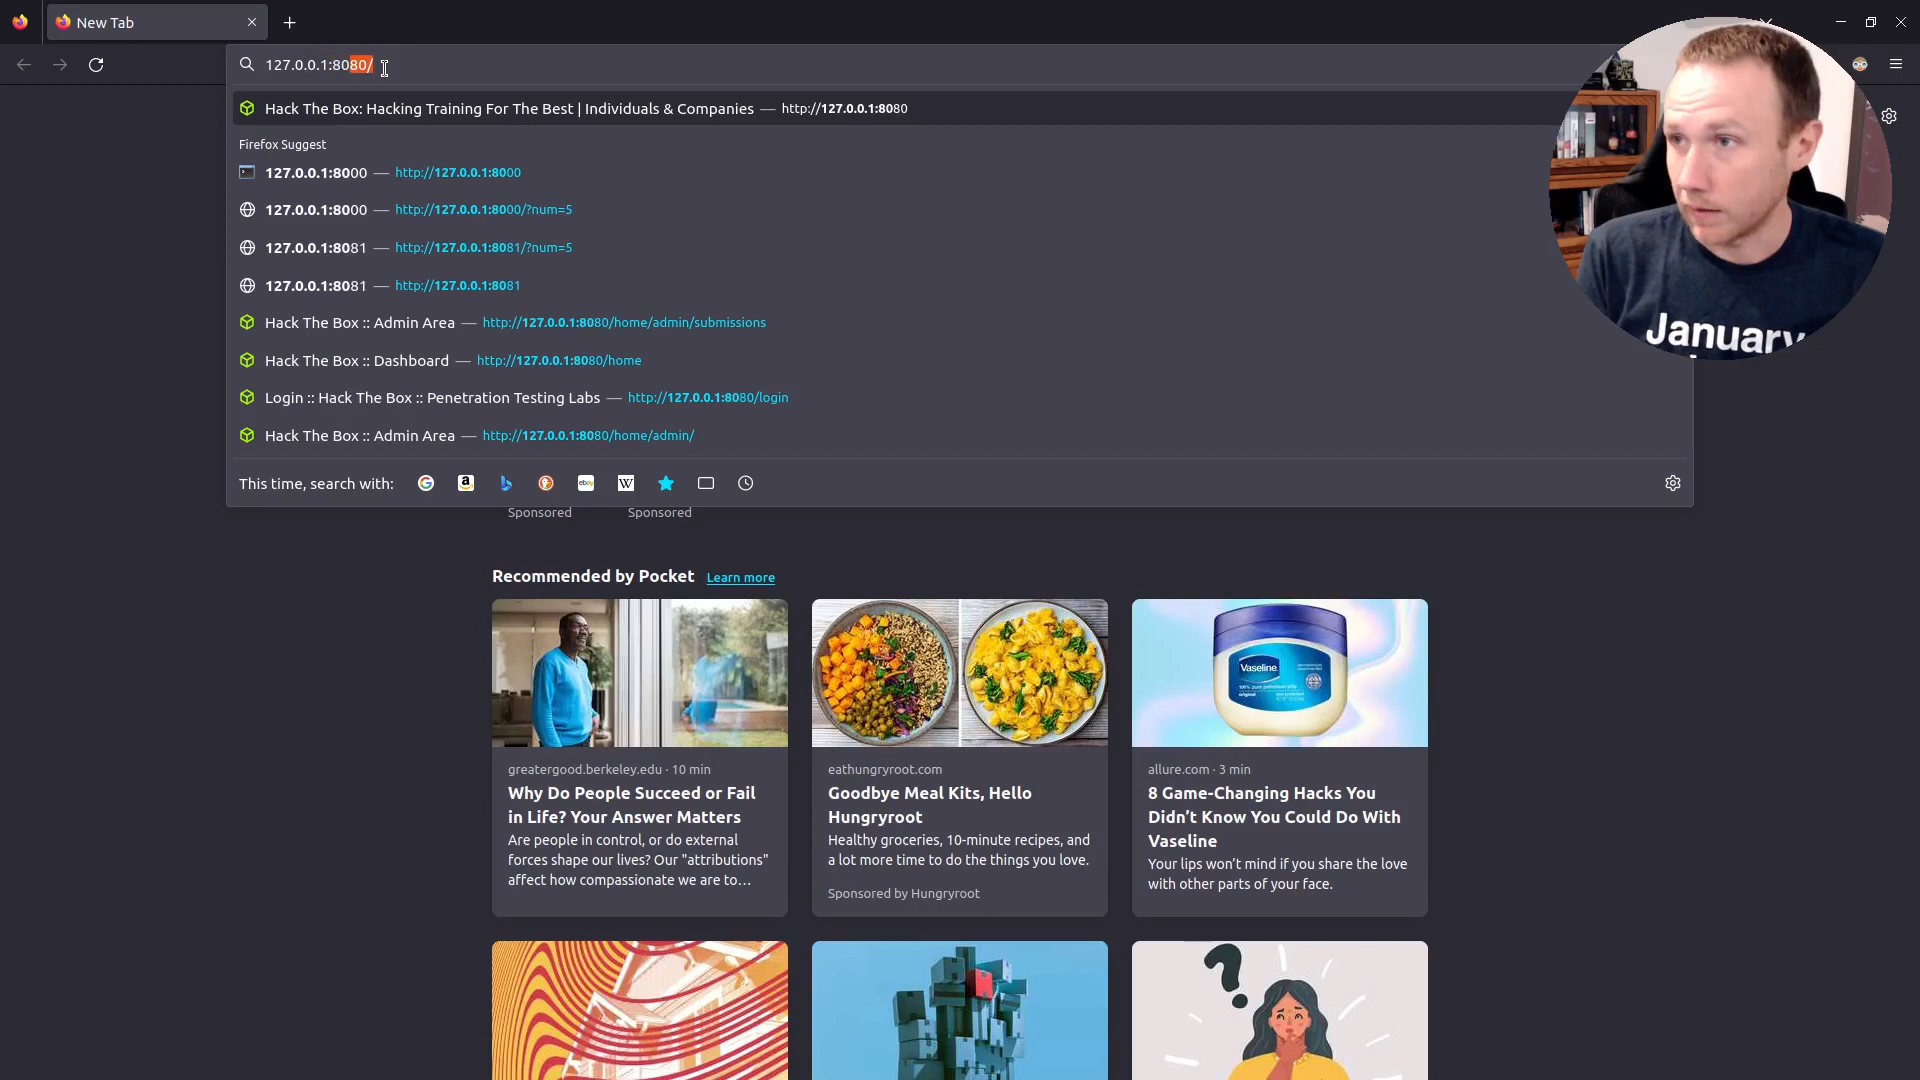 New Tab
127.0.0.1:8080/
Hack The Box: Hacking Training For The Best | Individuals & Companies — http://127.0.0.1:8080
Firefox Suggest
127.0.0.1:8000 — http://127.0.0.1:8000
127.0.0.1:8000 — http://127.0.0.1:8000/?num=5
127.0.0.1:8081 — http://127.0.0.1:8081/?num=5
127.0.0.1:8081 — http://127.0.0.1:8081
Hack The Box :: Admin Area — http://127.0.0.1:8080/home/admin/submissions
Hack The Box :: Dashboard — http://127.0.0.1:8080/home
Login :: Hack The Box :: Penetration Testing Labs — http://127.0.0.1:8080/login
Hack The Box :: Admin Area — http://127.0.0.1:8080/home/admin/
This time, search with:
ebay
W
January
Sponsored
Sponsored
Recommended by Pocket Learn more
Vaseline
original
greatergood.berkeley.edu · 10 min
Why Do People Succeed or Fail
in Life? Your Answer Matters
Are people in control, or do external
forces shape our lives? Our "attributions"
affect how compassionate we are to…
eathungryroot.com
Goodbye Meal Kits, Hello
Hungryroot
Healthy groceries, 10-minute recipes, and
a lot more time to do the things you love.
Sponsored by Hungryroot
allure.com · 3 min
8 Game-Changing Hacks You
Didn’t Know You Could Do With
Vaseline
Your lips won’t mind if you share the love
with other parts of your face.
?